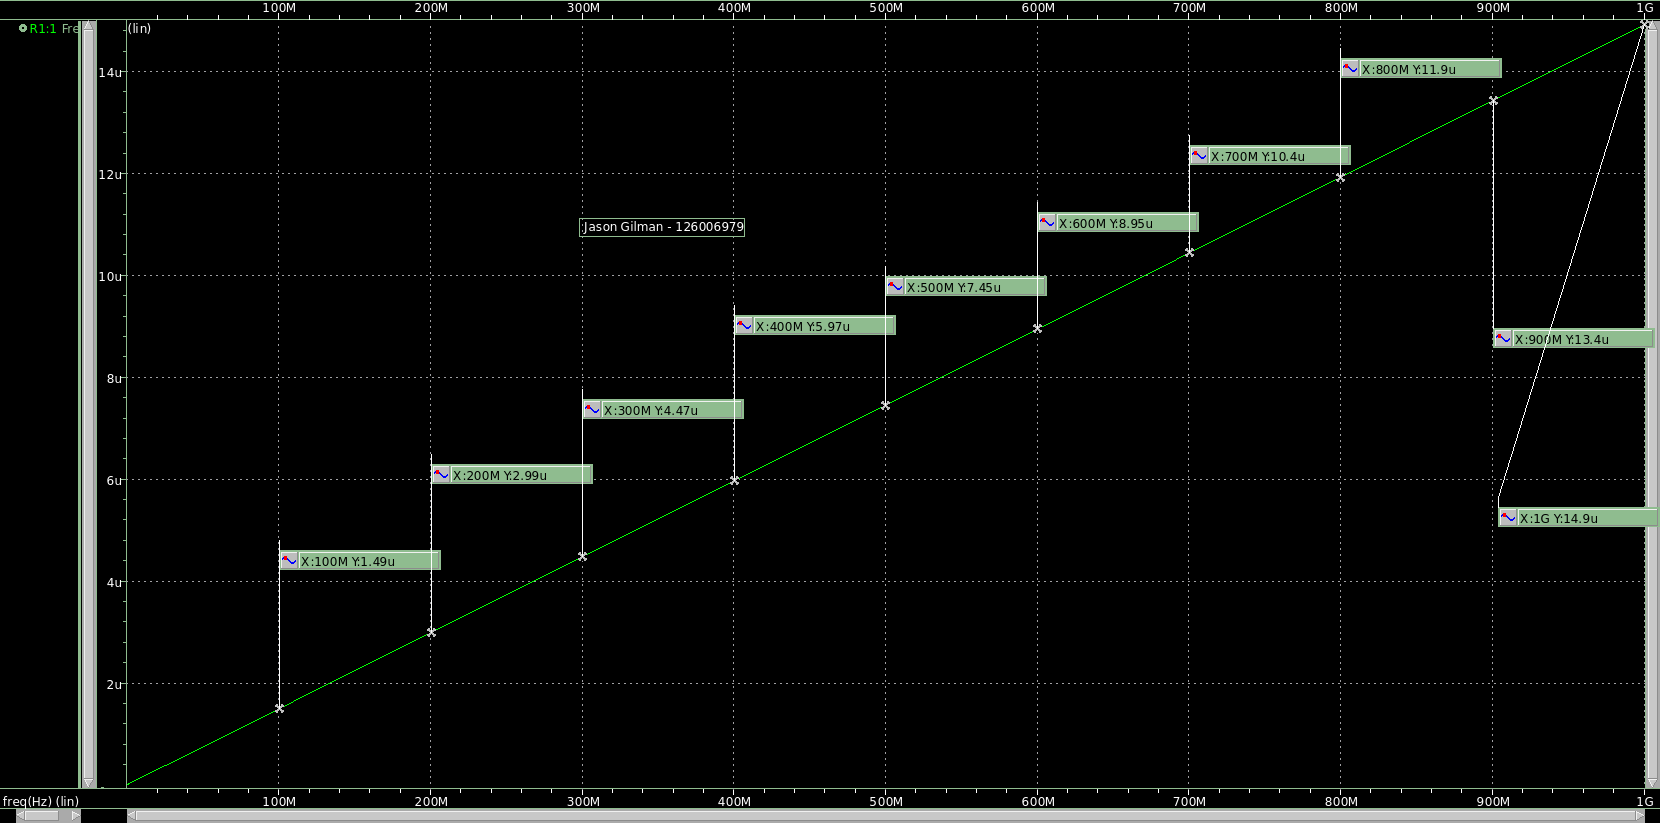 100M 200M 300M 400M 500M 600M 700M 800M 900M 1G
R1:1 Fre
(lin)
14u
X:800M Y:11.9u
X:700M Y:10.4u
12u
X:600M Y:8.95u
Jason Gilman - 126006979
10u
X:500M Y:7.45u
X:400M Y:5.97u
X:900M Y:13.4u
8u
X:300M Y:4.47u
X:200M Y:2.99u
6u
X:1G Y:14.9u
X:100M Y:1.49u
4u
2u
freq(Hz) (lin)
100M 200M 300M 400M 500M 600M 700M 800M 900M 1G